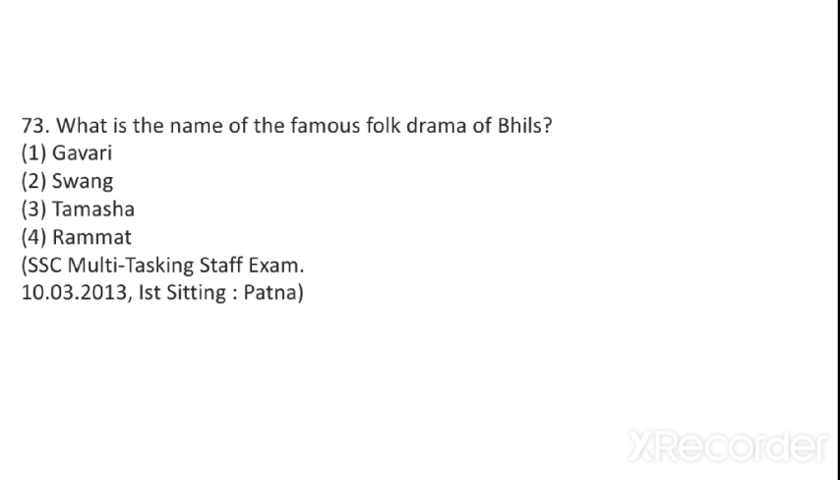 73. What is the name of the famous folk drama of Bhils?
(1) Gavari
(2) Swang
(3) Tamasha
(4) Rammat
(SSC Multi-Tasking Staff Exam.
10.03.2013, Ist Sitting : Patna)
XRecorder